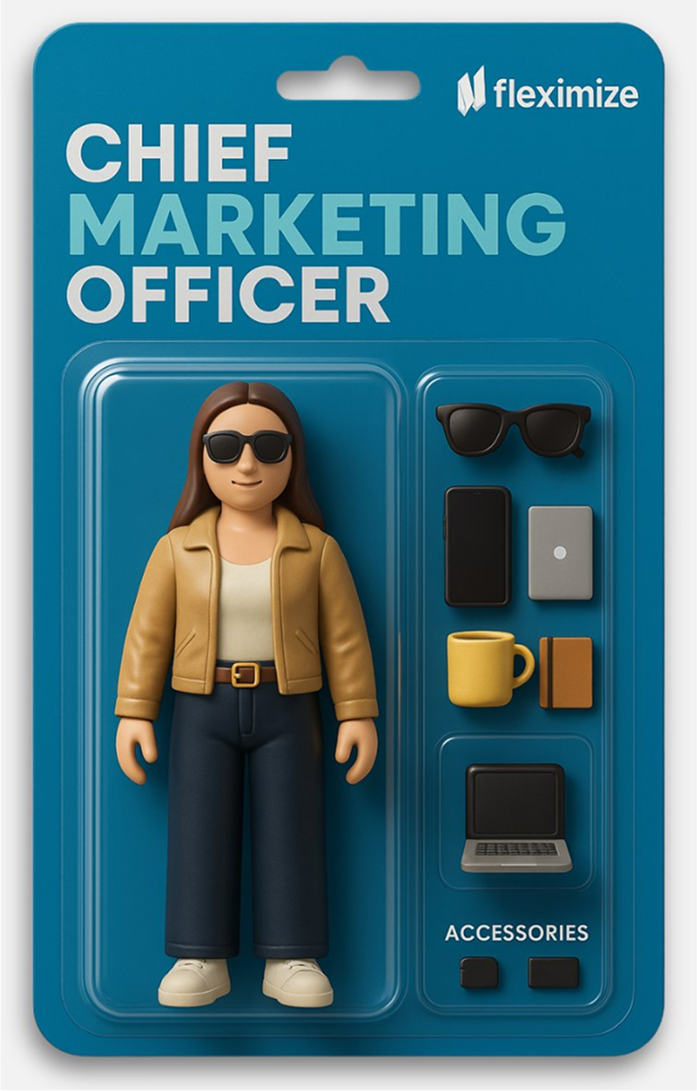 fleximize
CHIEF
MARKETING
OFFICER
ACCESSORIES